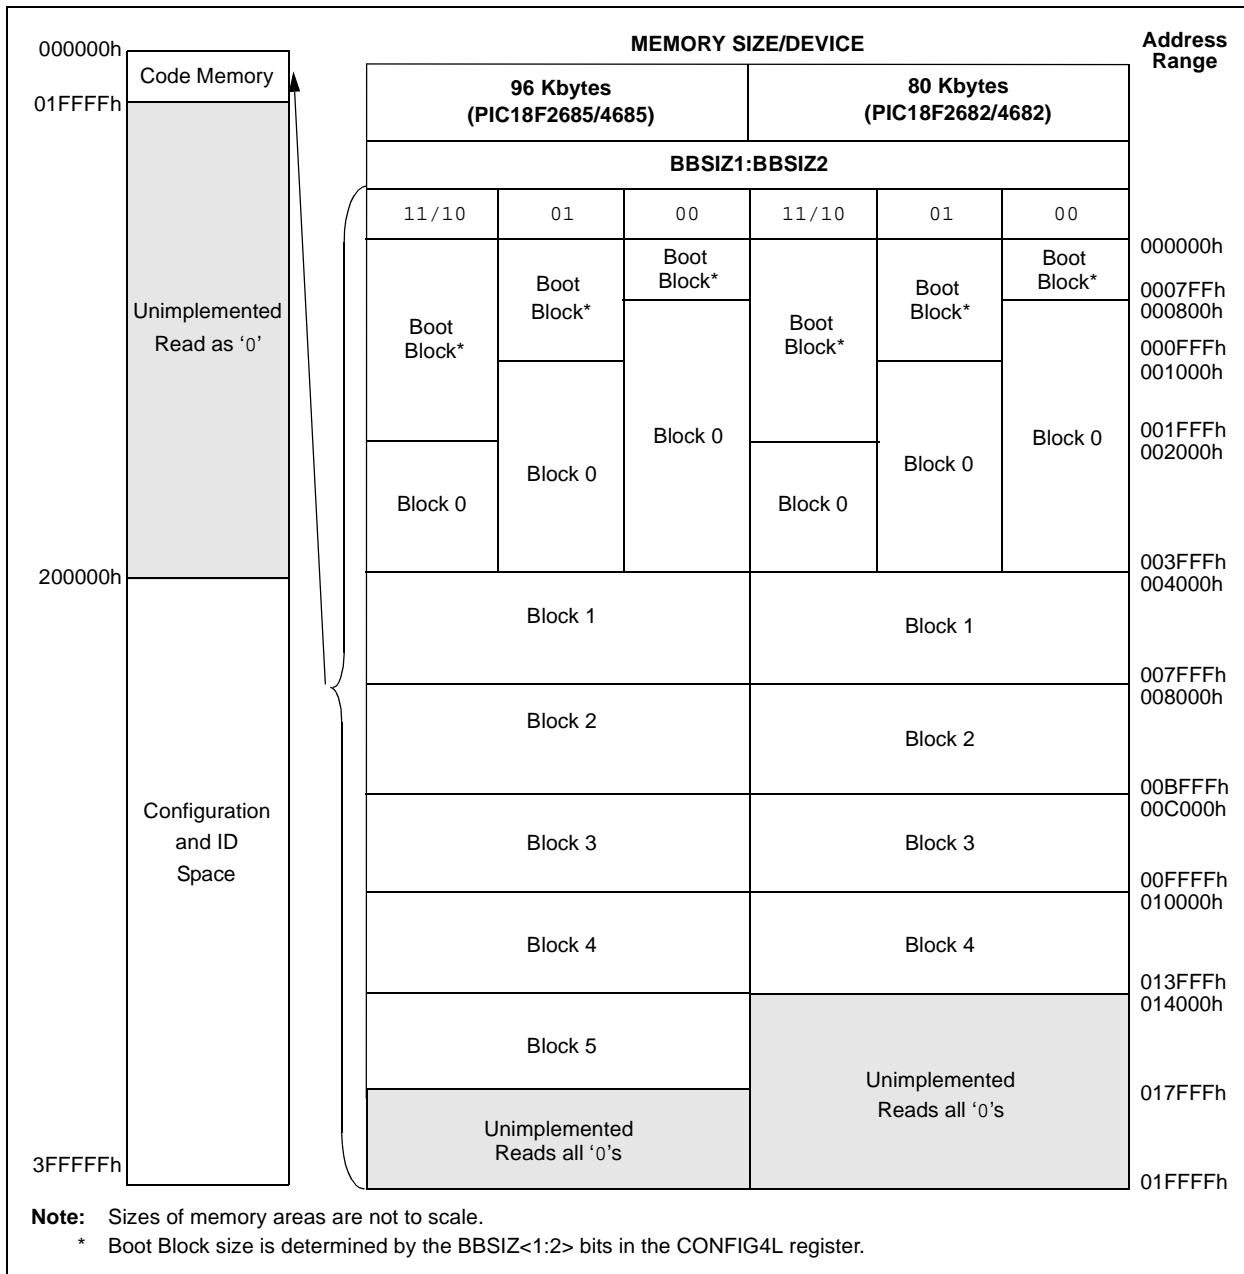 000000h
Code Memory
01FFFFh
Unimplemented
Read as ‘0’
200000h
Configuration
and ID
Space
3FFFFFh
MEMORY SIZE/DEVICE
Address
Range
96 Kbytes
(PIC18F2685/4685)
80 Kbytes
(PIC18F2682/4682)
BBSIZ1:BBSIZ2
11/10 01 00 11/10 01 00
Boot
Block*
Boot
Block*
Boot
Block*
Boot
Block*
Boot
Block*
Boot
Block*
Block 0
Block 0
Block 0
Block 0
Block 0
Block 0
Block 1
Block 1
Block 2
Block 2
Block 3
Block 3
Block 4
Block 4
Block 5
Unimplemented
Reads all ‘0’s
Unimplemented
Reads all ‘0’s
000000h
0007FFh
000800h
000FFFh
001000h
001FFFh
002000h
003FFFh
004000h
007FFFh
008000h
00BFFFh
00C000h
00FFFFh
010000h
013FFFh
014000h
017FFFh
01FFFFh
Note: Sizes of memory areas are not to scale.
* Boot Block size is determined by the BBSIZ<1:2> bits in the CONFIG4L register.